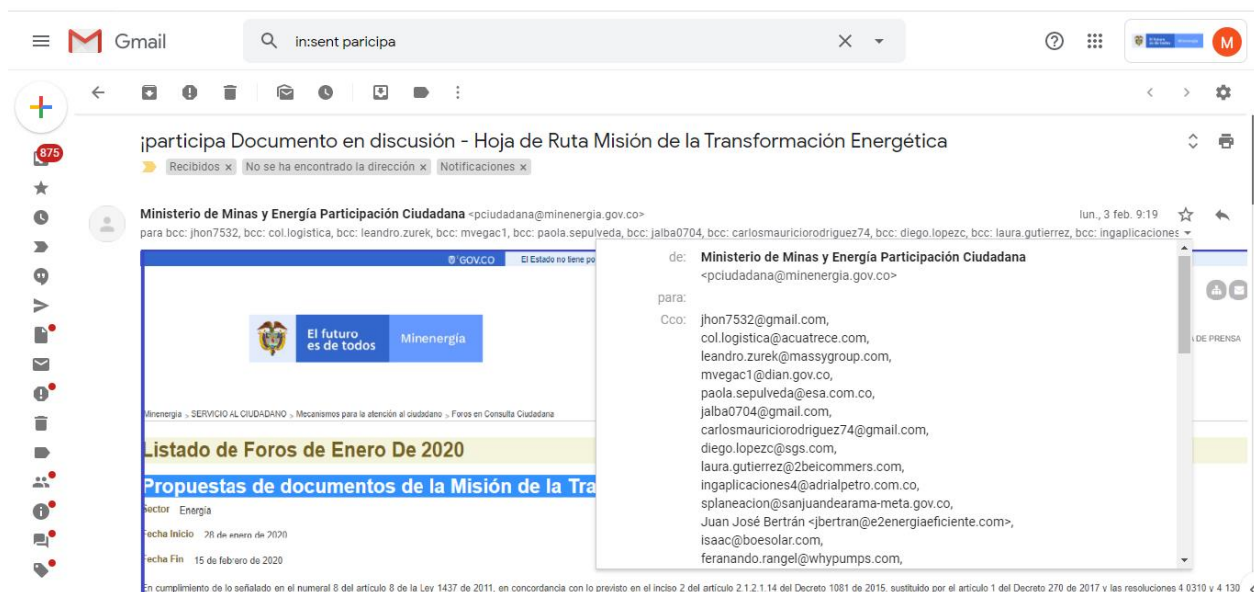 Gmail
in:sent paricipa
El futuro es de todos
M
875
¡participa Documento en discusión - Hoja de Ruta Misión de la Transformación Energética
Recibidos x No se ha encontrado la dirección x Notificaciones x
Ministerio de Minas y Energía Participación Ciudadana <pciudadana@minenergia.gov.co>
lun., 3 feb. 9:19
para bcc: jhon7532, bcc: col.logistica, bcc: leandro.zurek, bcc: mvegac1, bcc: paola.sepulveda, bcc: jalba0704, bcc: carlosmauriciorodriguez74, bcc: diego.lopezc, bcc: laura.gutierrez, bcc: ingaplicaciones
GOV.CO El Estado no tiene po
El futuro
es de todos
Minenergía
DE PRENSA
Minenergia > SERVICIO AL CIUDADANO > Mecanismos para la atención al ciudadano > Foros en Consulta Ciudadana
Listado de Foros de Enero De 2020
Propuestas de documentos de la Misión de la Tra
Sector Energía
Fecha Inicio 28 de enero de 2020
Fecha Fin 15 de febrero de 2020
de: Ministerio de Minas y Energía Participación Ciudadana
<pciudadana@minenergia.gov.co>
para:
Cco: jhon7532@gmail.com,
col.logistica@acuatrece.com,
leandro.zurek@massygroup.com,
mvegac1@dian.gov.co,
paola.sepulveda@esa.com.co,
jalba0704@gmail.com,
carlosmauriciorodriguez74@gmail.com,
diego.lopezc@sgs.com,
laura.gutierrez@2beicommers.com,
ingaplicaciones4@adrialpetro.com.co,
splaneacion@sanjuandearama-meta.gov.co,
Juan José Bertrán <jbertran@e2energiaeficiente.com>,
isaac@boesolar.com,
feranando.rangel@whypumps.com,
En cumplimiento de lo señalado en el numeral 8 del artículo 8 de la Ley 1437 de 2011, en concordancia con lo previsto en el inciso 2 del artículo 2.1.2.1.14 del Decreto 1081 de 2015, sustituido por el artículo 1 del Decreto 270 de 2017 y las resoluciones 4 0310 y 4 130